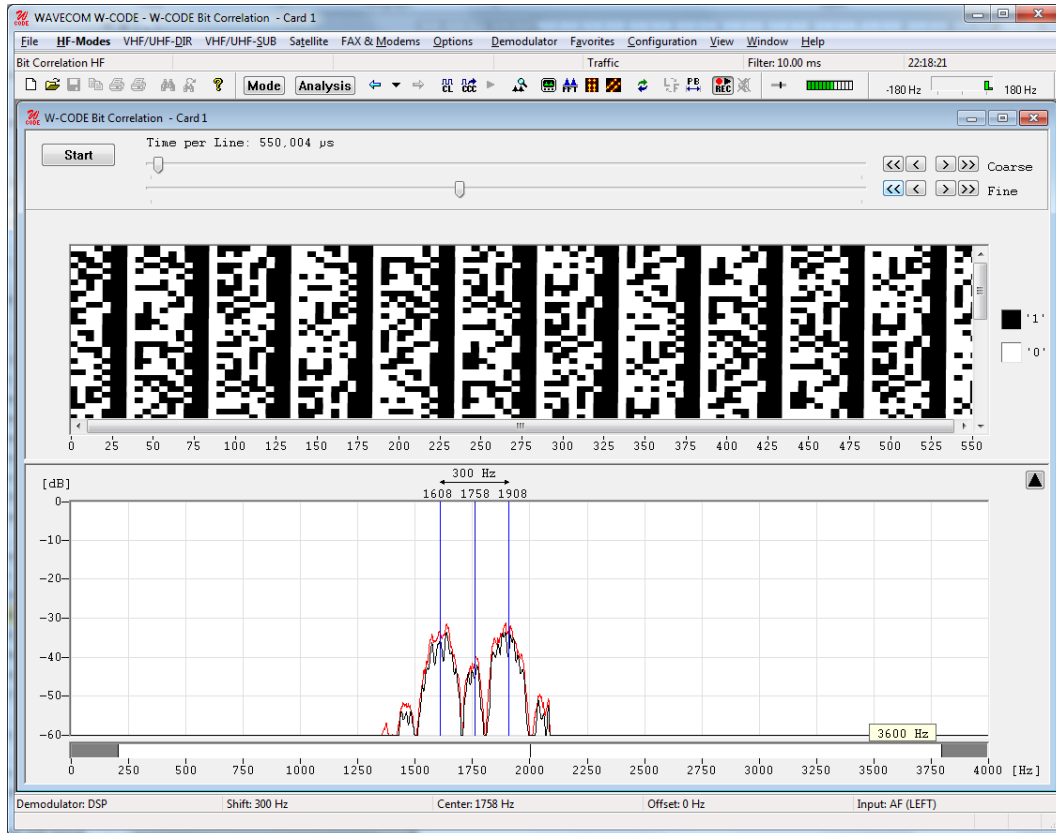 WAVECOM W-CODE - W-CODE Bit Correlation - Card 1
File HF-Modes VHF/UHF-DIR VHF/UHF-SUB Satellite FAX & Modems Options Demodulator Favorites Configuration View Window Help
Bit Correlation HF Traffic Filter: 10.00 ms 22:18:21
Mode Analysis CL CCC REC -180 Hz 180 Hz
W-CODE Bit Correlation - Card 1
Start Time per Line: 550,004 µs
<< < > >> Coarse
<< < > >> Fine
'1'
'0'
0 25 50 75 100 125 150 175 200 225 250 275 300 325 350 375 400 425 450 475 500 525 550
300 Hz
[dB]
1608 1758 1908
0
-10
-20
-30
-40
-50
-60
3600 Hz
0 250 500 750 1000 1250 1500 1750 2000 2250 2500 2750 3000 3250 3500 3750 4000 [Hz]
Demodulator: DSP Shift: 300 Hz Center: 1758 Hz Offset: 0 Hz Input: AF (LEFT)